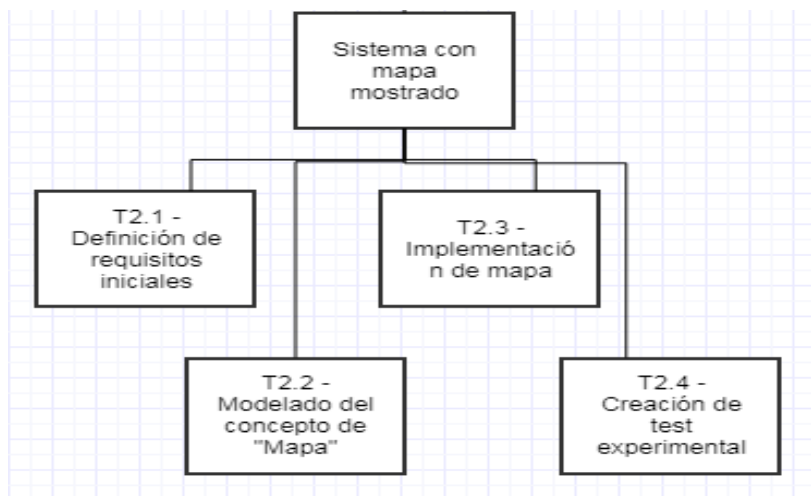 Sistema con
mapa
mostrado
T2.1 -
Definición de
requisitos
iniciales
T2.3 -
Implementació
n de mapa
T2.2 -
Modelado del
concepto de
"Mapa"
T2.4 -
Creación de
test
experimental